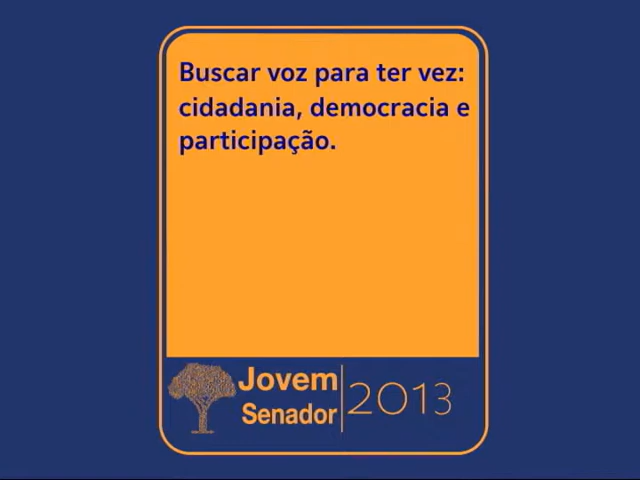 Buscar voz para ter vez:
cidadania, democracia e
participação.
Jovem
Senador
2013